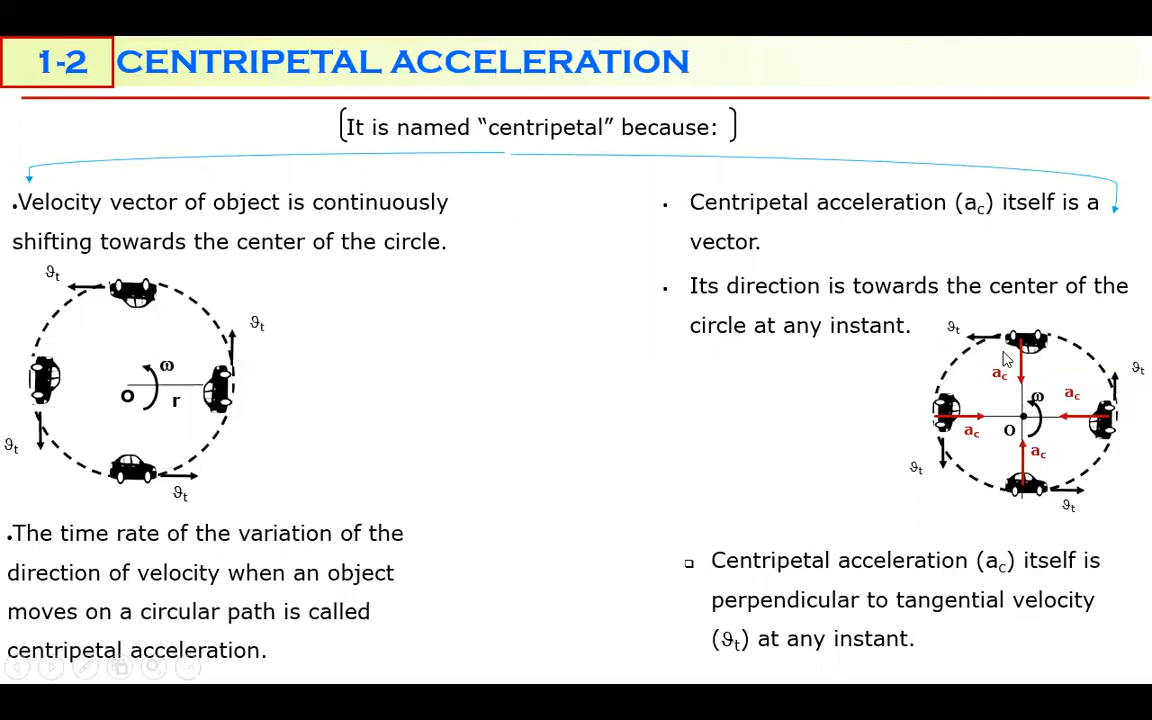 1-2 CENTRIPETAL ACCELERATION
It is named “centripetal” because:
•Velocity vector of object is continuously
shifting towards the center of the circle.
ϑt
ϑt
ω
O
r
ϑt
ϑt
•The time rate of the variation of the
direction of velocity when an object
moves on a circular path is called
centripetal acceleration.
▪ Centripetal acceleration (ac) itself is a
vector.
▪ Its direction is towards the center of the
circle at any instant.
ϑt
ϑt
ac
ac
ω
ac
O
ac
ϑt
ϑt
❑ Centripetal acceleration (ac) itself is
perpendicular to tangential velocity
(ϑt) at any instant.